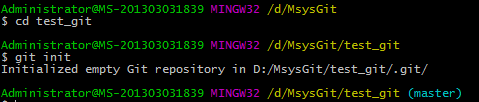 Administrator@MS-201303031839 MINGW32 /d/MsysGit
$ cd test_git
Administrator@MS-201303031839 MINGW32 /d/MsysGit/test_git
$ git init
Initialized empty Git repository in D:/MsysGit/test_git/.git/
Administrator@MS-201303031839 MINGW32 /d/MsysGit/test_git (master)